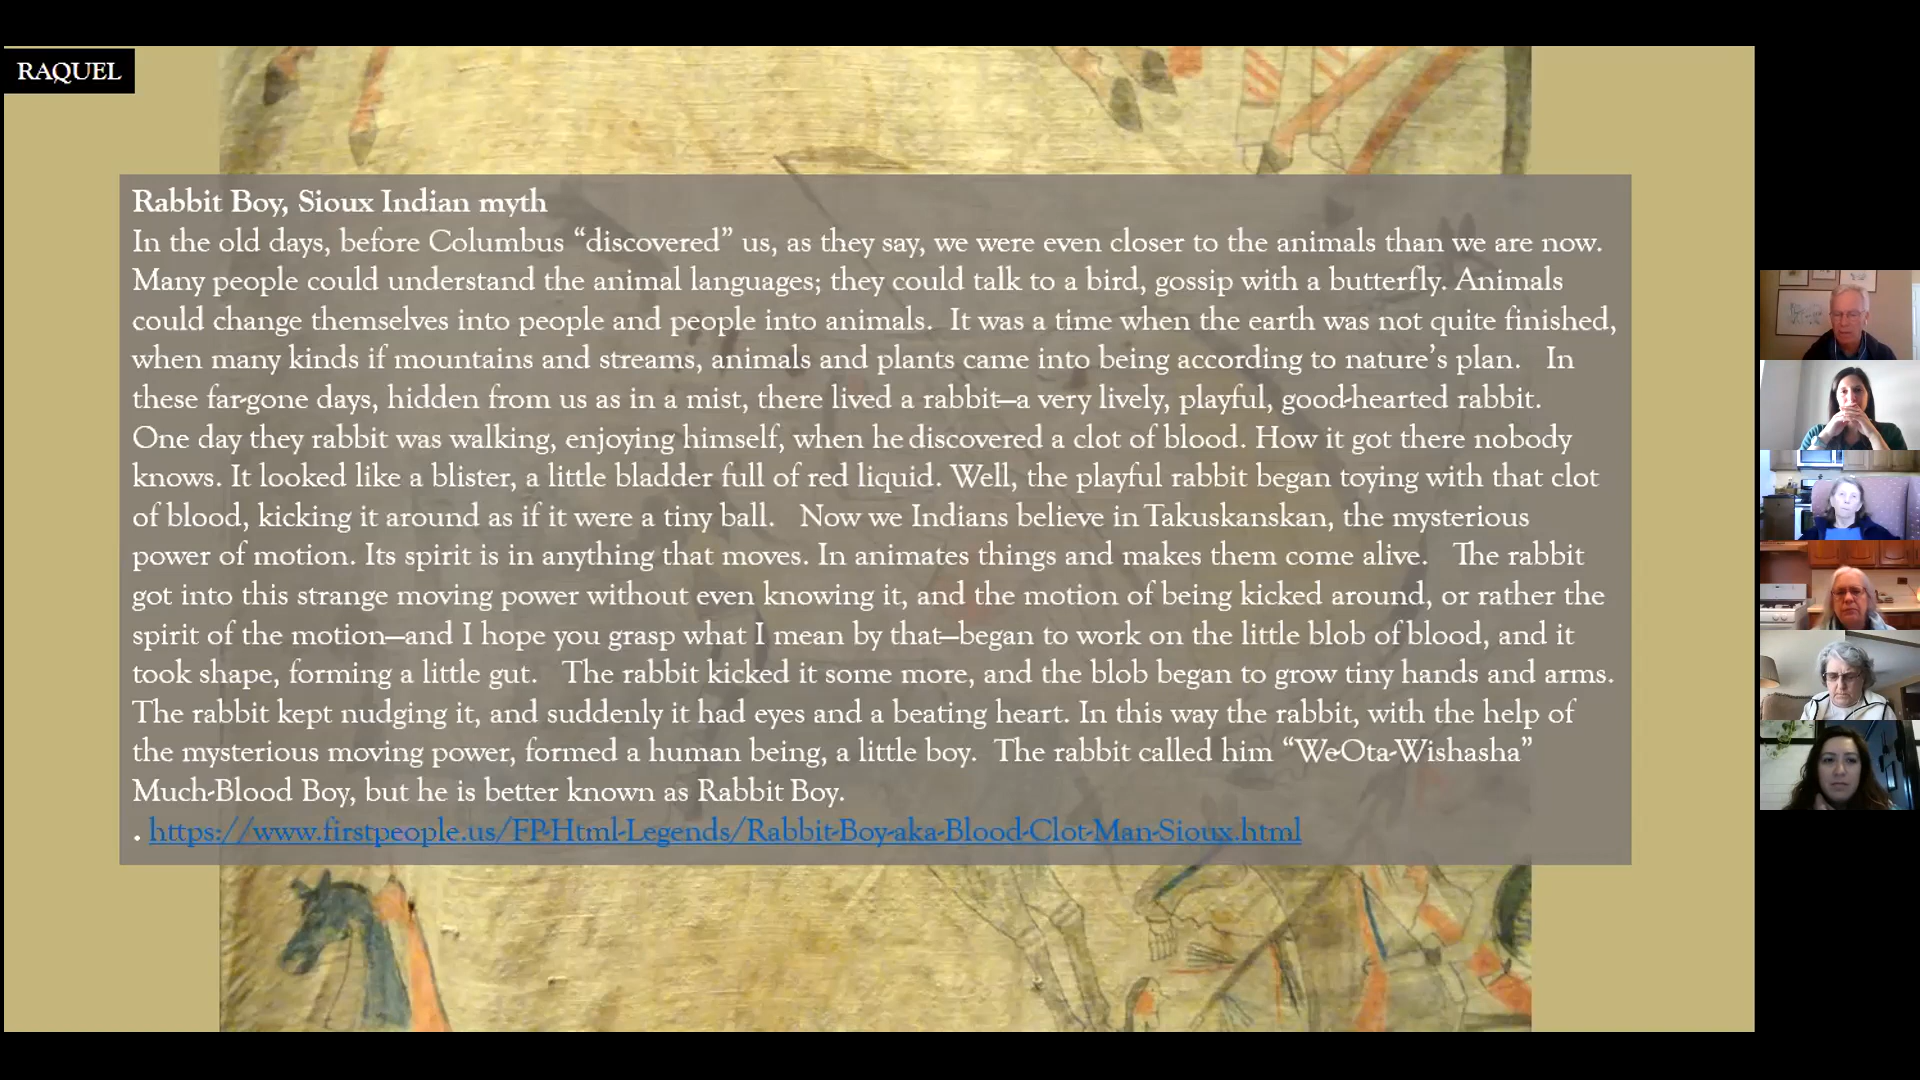 RAQUEL
Rabbit Boy, Sioux Indian myth
In the old days, before Columbus “discovered” us, as they say, we were even closer to the animals than we are now.
Many people could understand the animal languages; they could talk to a bird, gossip with a butterfly. Animals
could change themselves into people and people into animals.  It was a time when the earth was not quite finished,
when many kinds if mountains and streams, animals and plants came into being according to nature’s plan.   In
these far-gone days, hidden from us as in a mist, there lived a rabbit—a very lively, playful, good-hearted rabbit.
One day they rabbit was walking, enjoying himself, when he discovered a clot of blood. How it got there nobody
knows. It looked like a blister, a little bladder full of red liquid. Well, the playful rabbit began toying with that clot
of blood, kicking it around as if it were a tiny ball.   Now we Indians believe in Takuskanskan, the mysterious
power of motion. Its spirit is in anything that moves. In animates things and makes them come alive.   The rabbit
got into this strange moving power without even knowing it, and the motion of being kicked around, or rather the
spirit of the motion—and I hope you grasp what I mean by that—began to work on the little blob of blood, and it
took shape, forming a little gut.   The rabbit kicked it some more, and the blob began to grow tiny hands and arms.
The rabbit kept nudging it, and suddenly it had eyes and a beating heart. In this way the rabbit, with the help of
the mysterious moving power, formed a human being, a little boy.  The rabbit called him “We-Ota-Wishasha”
Much-Blood Boy, but he is better known as Rabbit Boy.
. https://www.firstpeople.us/FP-Html-Legends/Rabbit-Boy-aka-Blood-Clot-Man-Sioux.html